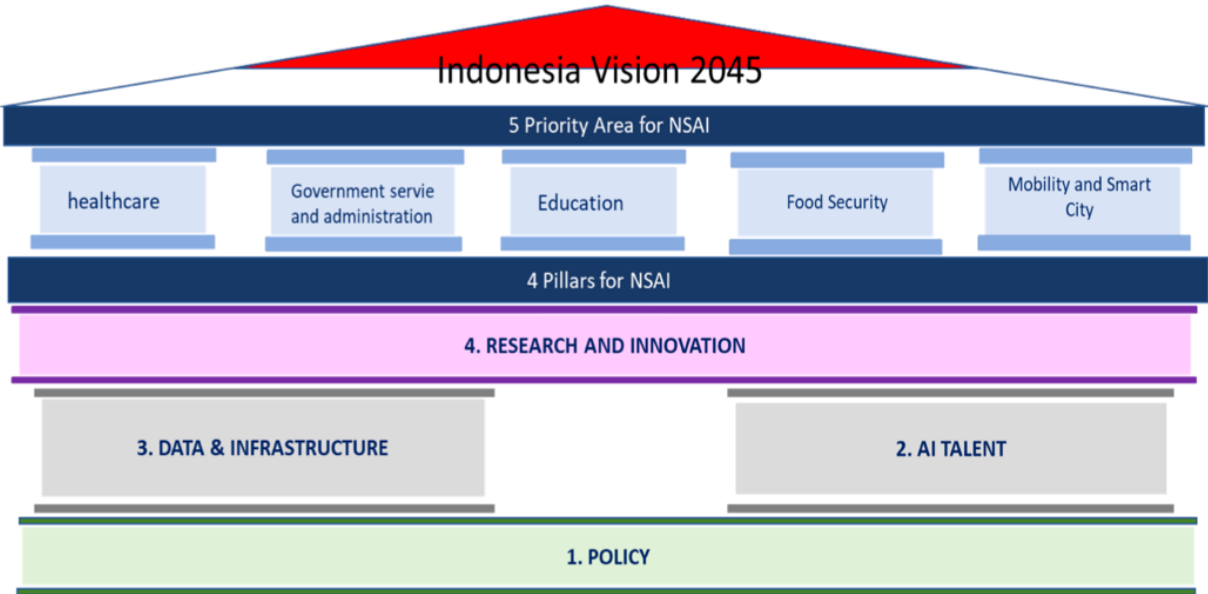 Indonesia Vision 2045
5 Priority Area for NSAI
healthcare
Government servie
and administration
Education
Food Security
Mobility and Smart
City
4 Pillars for NSAI
4. RESEARCH AND INNOVATION
3. DATA & INFRASTRUCTURE
2. AI TALENT
1. POLICY